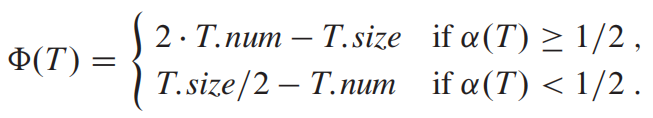 Φ(T) = { 2 · T.num − T.size if α(T) ≥ 1/2 ,
T.size/2 − T.num if α(T) < 1/2 .